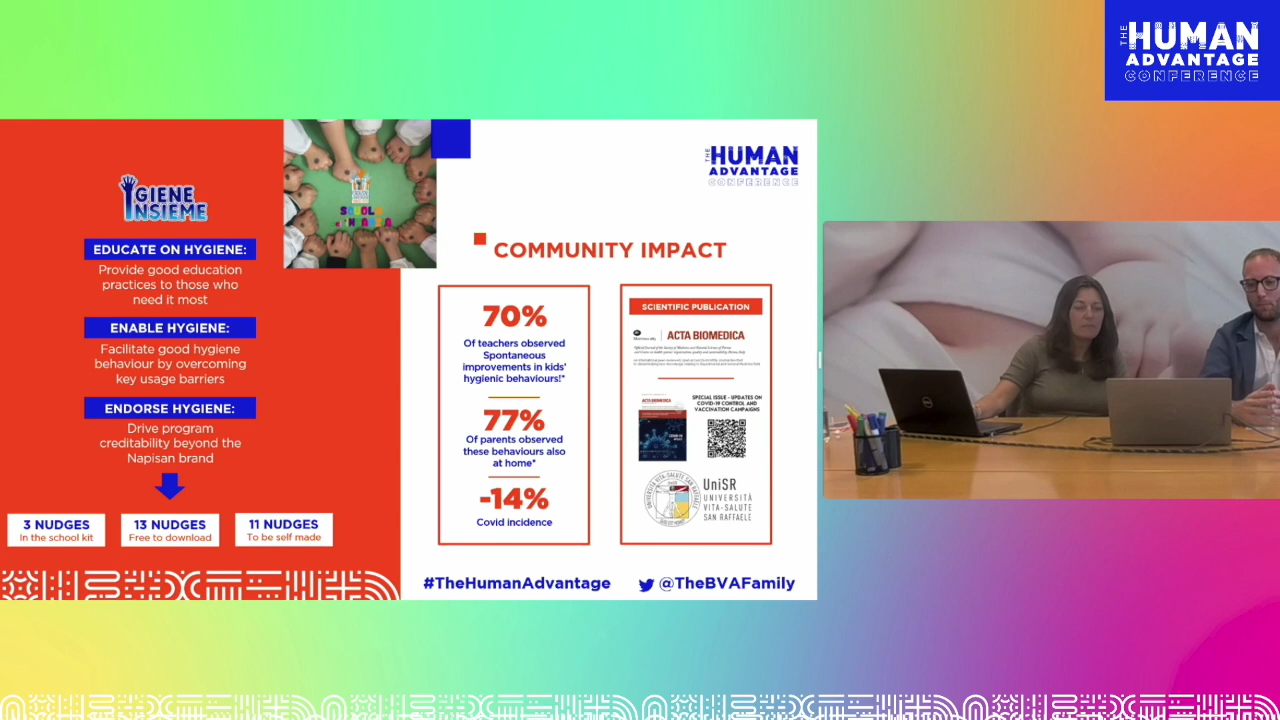 THE
HUMAN
ADVANTAGE
CONFERENCE
IGIENE
INSIEME
EDUCATE ON HYGIENE:
Provide good education
practices to those who
need it most
ENABLE HYGIENE:
Facilitate good hygiene
behaviour by overcoming
key usage barriers
ENDORSE HYGIENE:
Drive program
creditability beyond the
Napisan brand
3 NUDGES
In the school kit
13 NUDGES
Free to download
11 NUDGES
To be self made
THE
HUMAN
ADVANTAGE
CONFERENCE
COMMUNITY IMPACT
70%
Of teachers observed
Spontaneous
improvements in kids'
hygienic behaviours!*
77%
Of parents observed
these behaviours also
at home*
-14%
Covid incidence
SCIENTIFIC PUBLICATION
ACTA BIOMEDICA
SPECIAL ISSUE - UPDATES ON
COVID-19 CONTROL AND
VACCINATION CAMPAIGNS
ACTA BIOMEDICA
UniSR
UNIVERSITÀ
VITA-SALUTE
SAN RAFFAELE
#TheHumanAdvantage
@TheBVAFamily